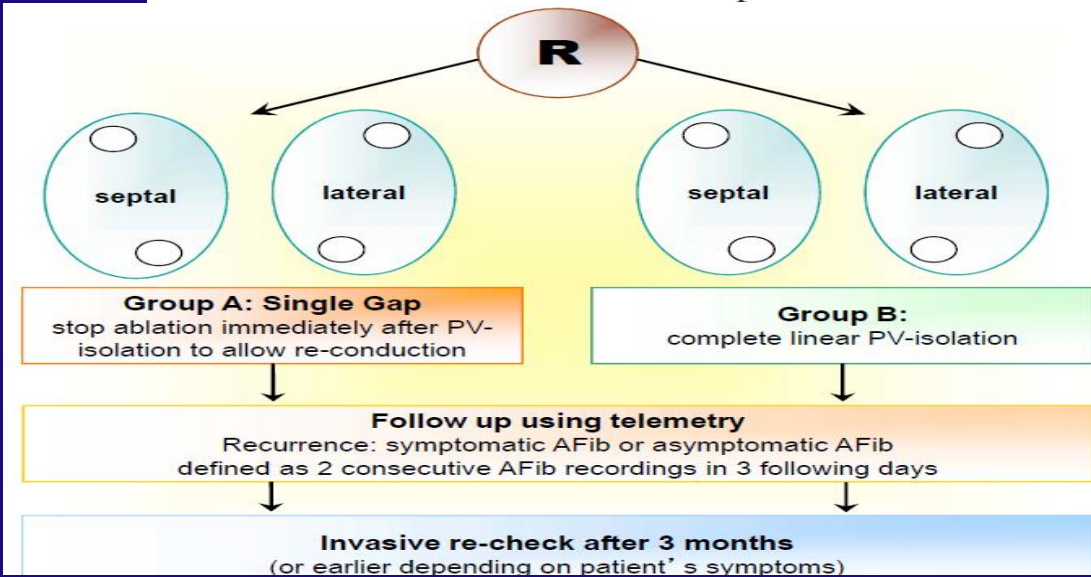 R
septal
lateral
septal
lateral
Group A: Single Gap
stop ablation immediately after PV-
isolation to allow re-conduction
Group B:
complete linear PV-isolation
Follow up using telemetry
Recurrence: symptomatic AFib or asymptomatic AFib
defined as 2 consecutive AFib recordings in 3 following days
Invasive re-check after 3 months
(or earlier depending on patient's symptoms)